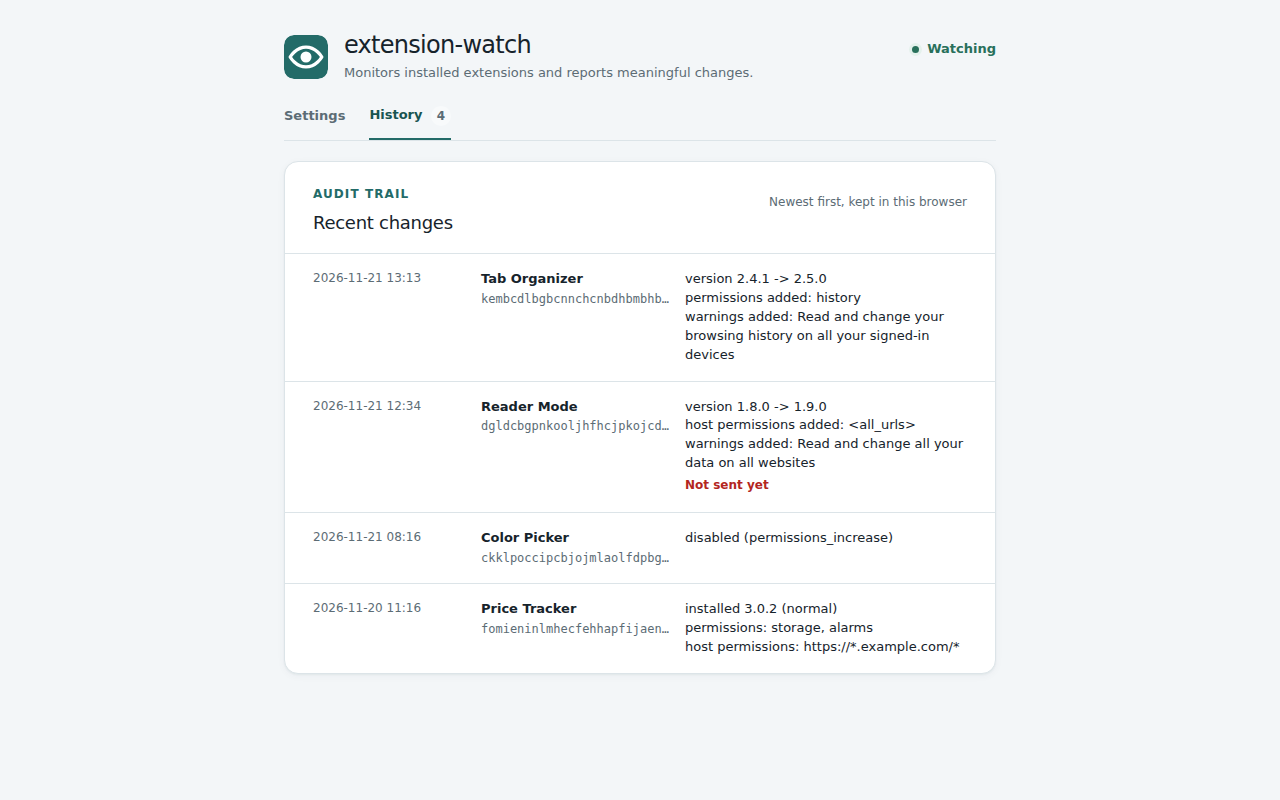 extension-watch
Monitors installed extensions and reports meaningful changes.
Watching
Settings
History 4
AUDIT TRAIL
Recent changes
Newest first, kept in this browser
2026-11-21 13:13
Tab Organizer
kembcdlbgbcnnchcnbdhbmbhb…
version 2.4.1 -> 2.5.0
permissions added: history
warnings added: Read and change your
browsing history on all your signed-in
devices
2026-11-21 12:34
Reader Mode
dgldcbgpnkooljhfhcjpkojcd…
version 1.8.0 -> 1.9.0
host permissions added: <all_urls>
warnings added: Read and change all your
data on all websites
Not sent yet
2026-11-21 08:16
Color Picker
ckklpoccipcbjojmlaolfdpbg…
disabled (permissions_increase)
2026-11-20 11:16
Price Tracker
fomieninlmhecfehhapfijaen…
installed 3.0.2 (normal)
permissions: storage, alarms
host permissions: https://*.example.com/*